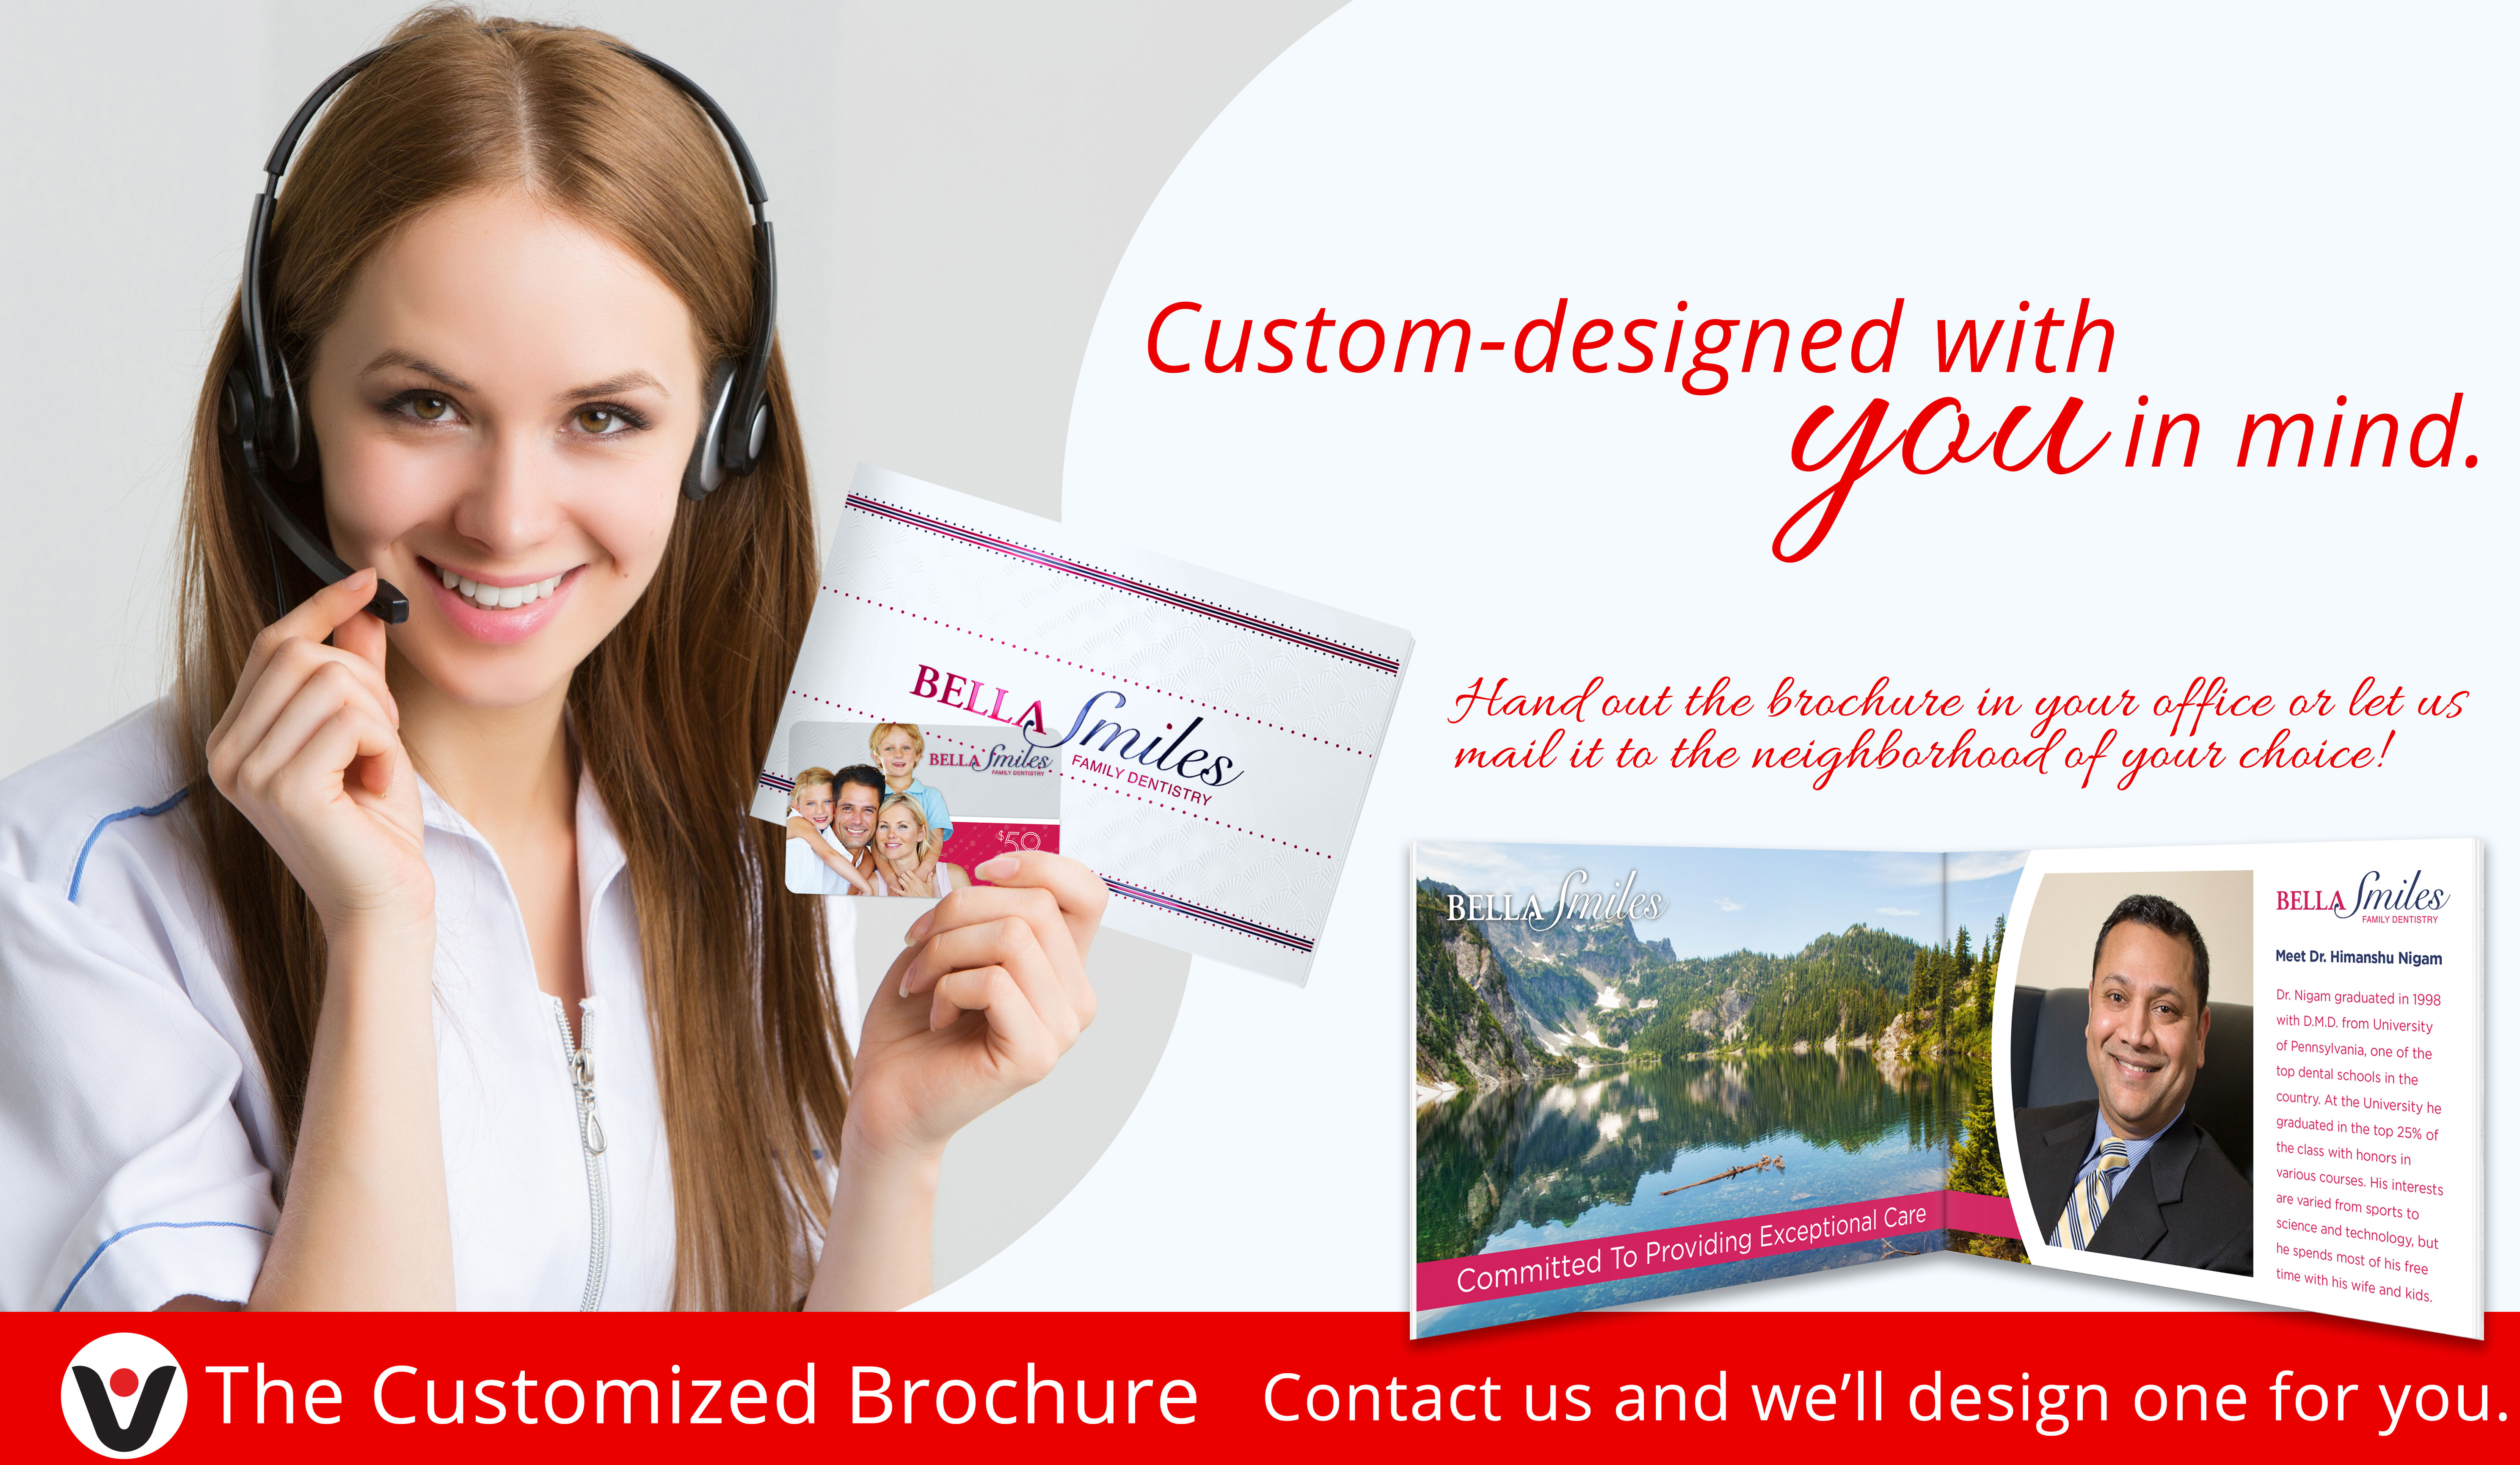 Custom-designed with
you in mind.
Hand out the brochure in your office or let us
mail it to the neighborhood of your choice!
BELLA Smiles
FAMILY DENTISTRY
BELLA Smiles
FAMILY DENTISTRY
$50
BELLA Smiles
Committed To Providing Exceptional Care
BELLA Smiles
FAMILY DENTISTRY
Meet Dr. Himanshu Nigam
Dr. Nigam graduated in 1998
with D.M.D. from University
of Pennsylvania, one of the
top dental schools in the
country. At the University he
graduated in the top 25% of
the class with honors in
various courses. His interests
are varied from sports to
science and technology, but
he spends most of his free
time with his wife and kids.
The Customized Brochure
Contact us and we’ll design one for you.